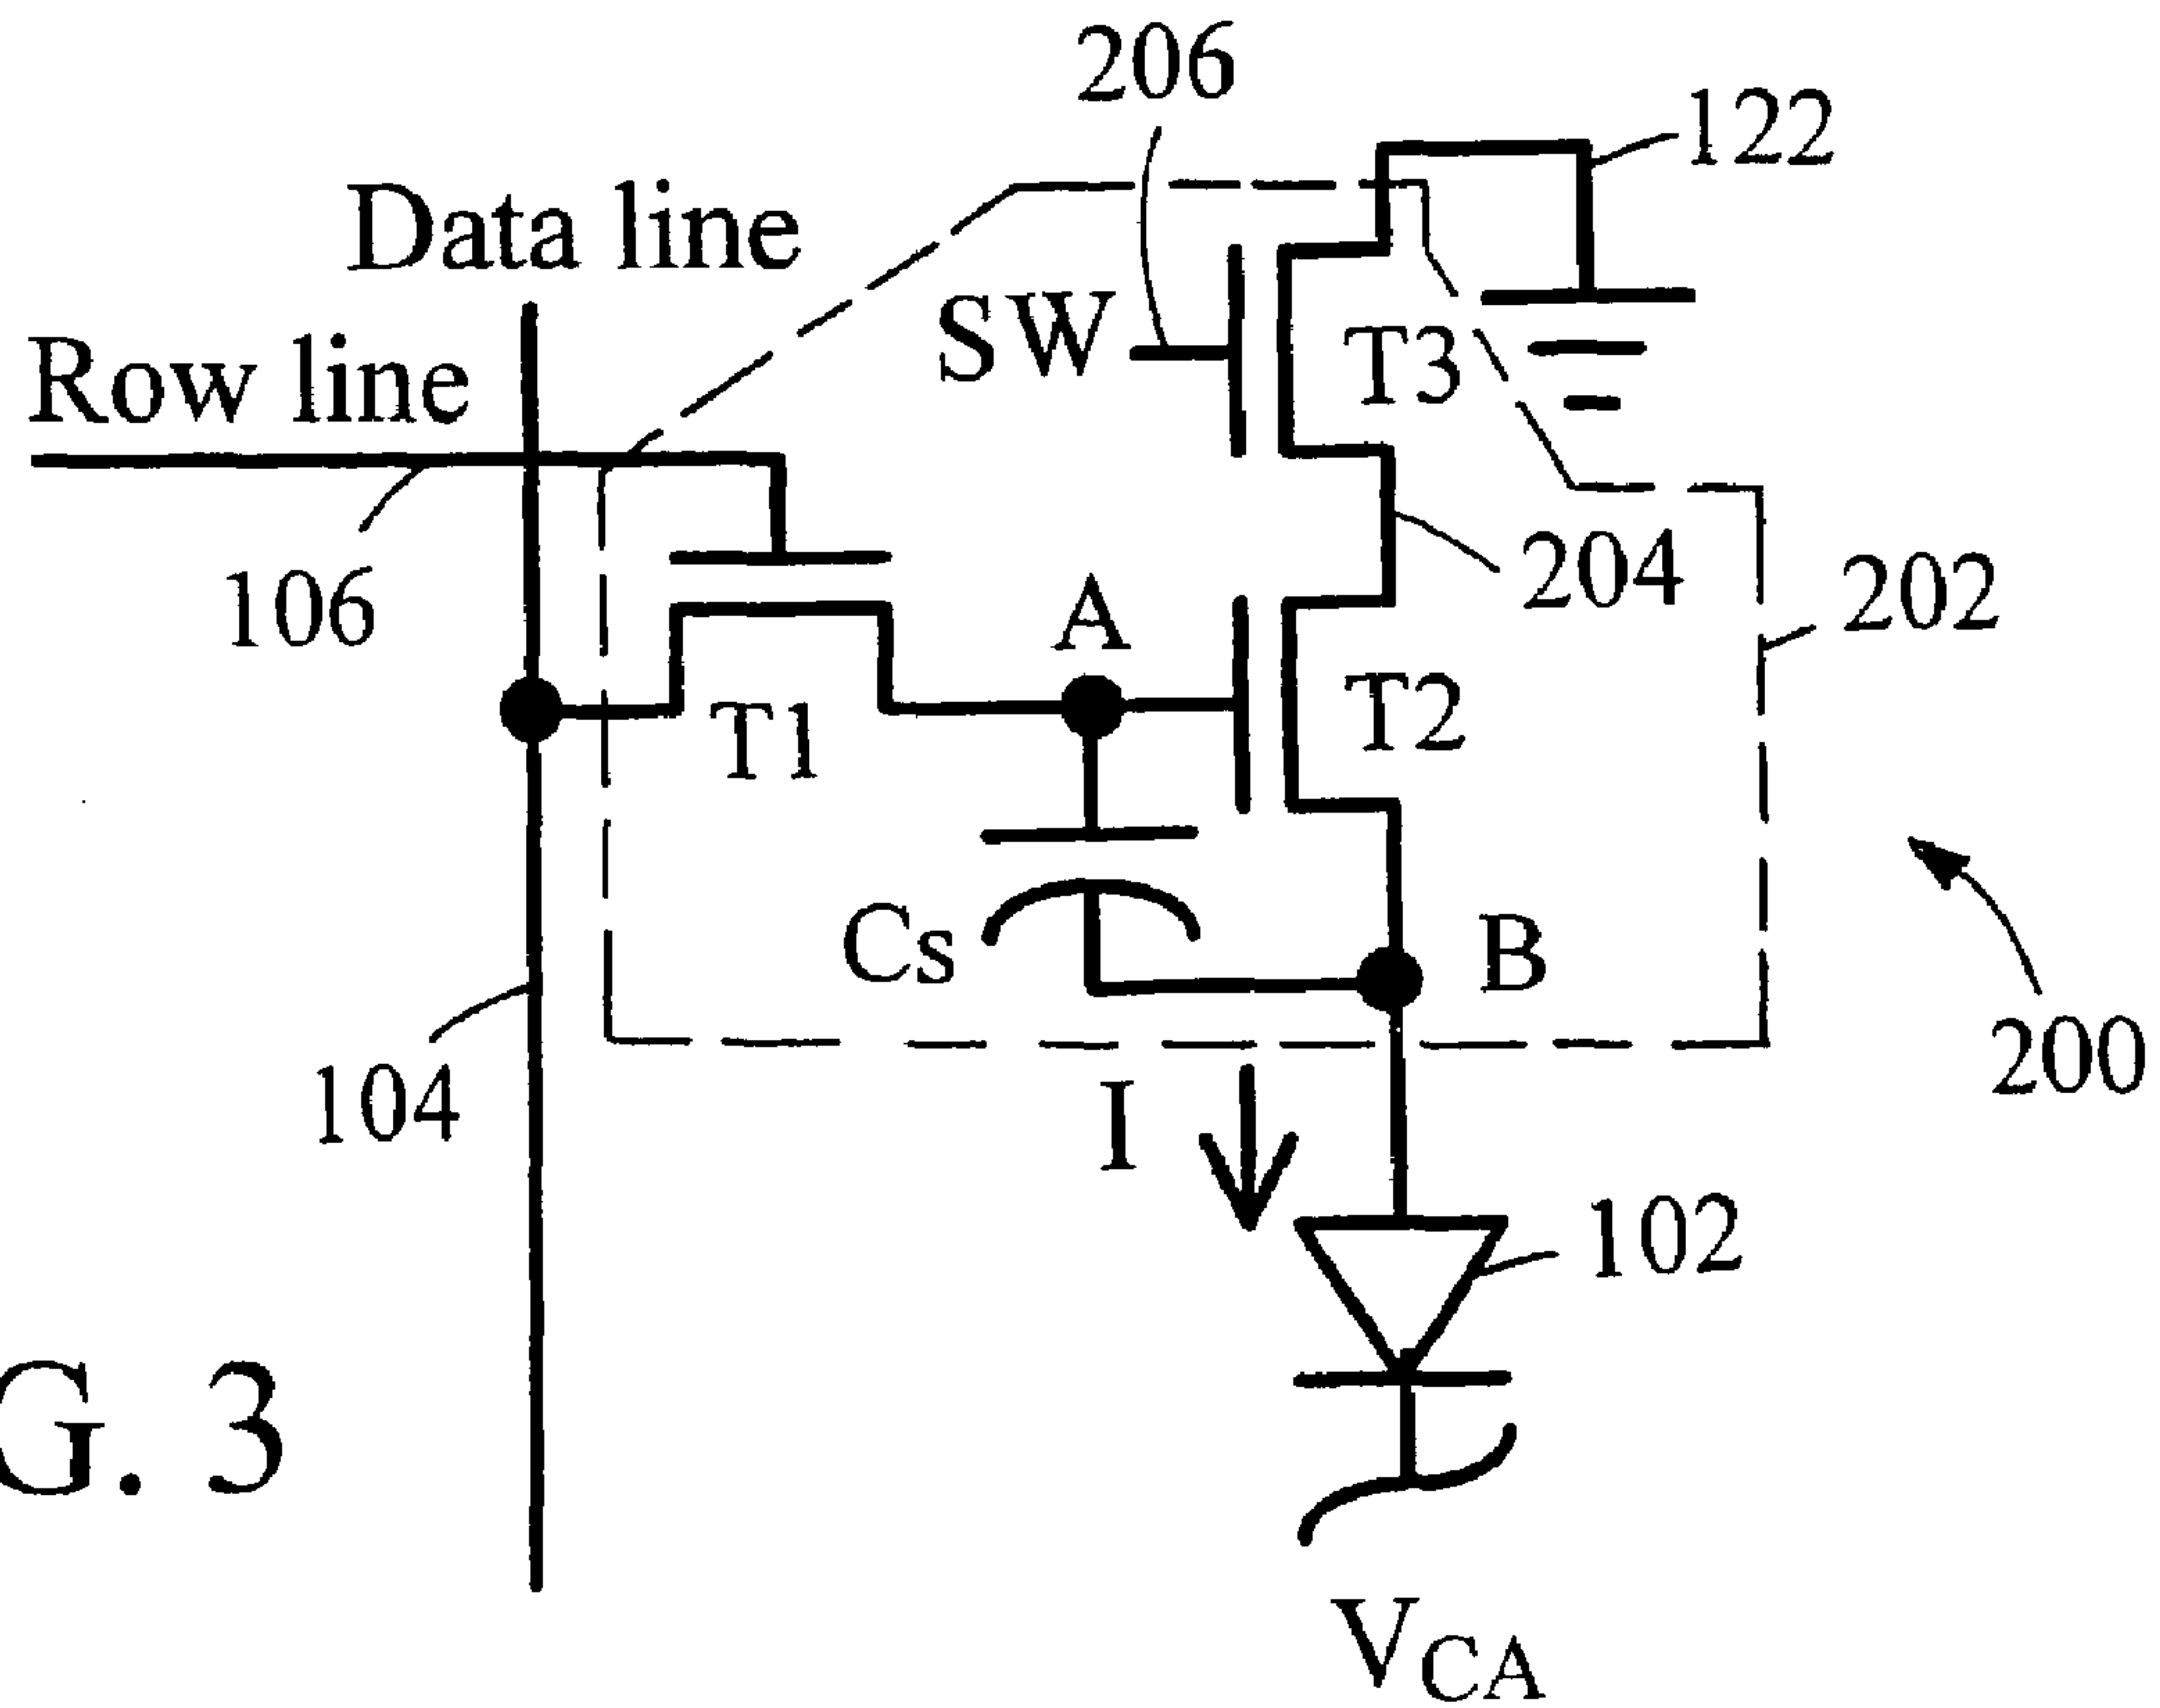 206
122
Data line
SW
T3
Row line
204
202
106
A
T2
T1
Cs
B
200
104
I
102
G. 3
VCA